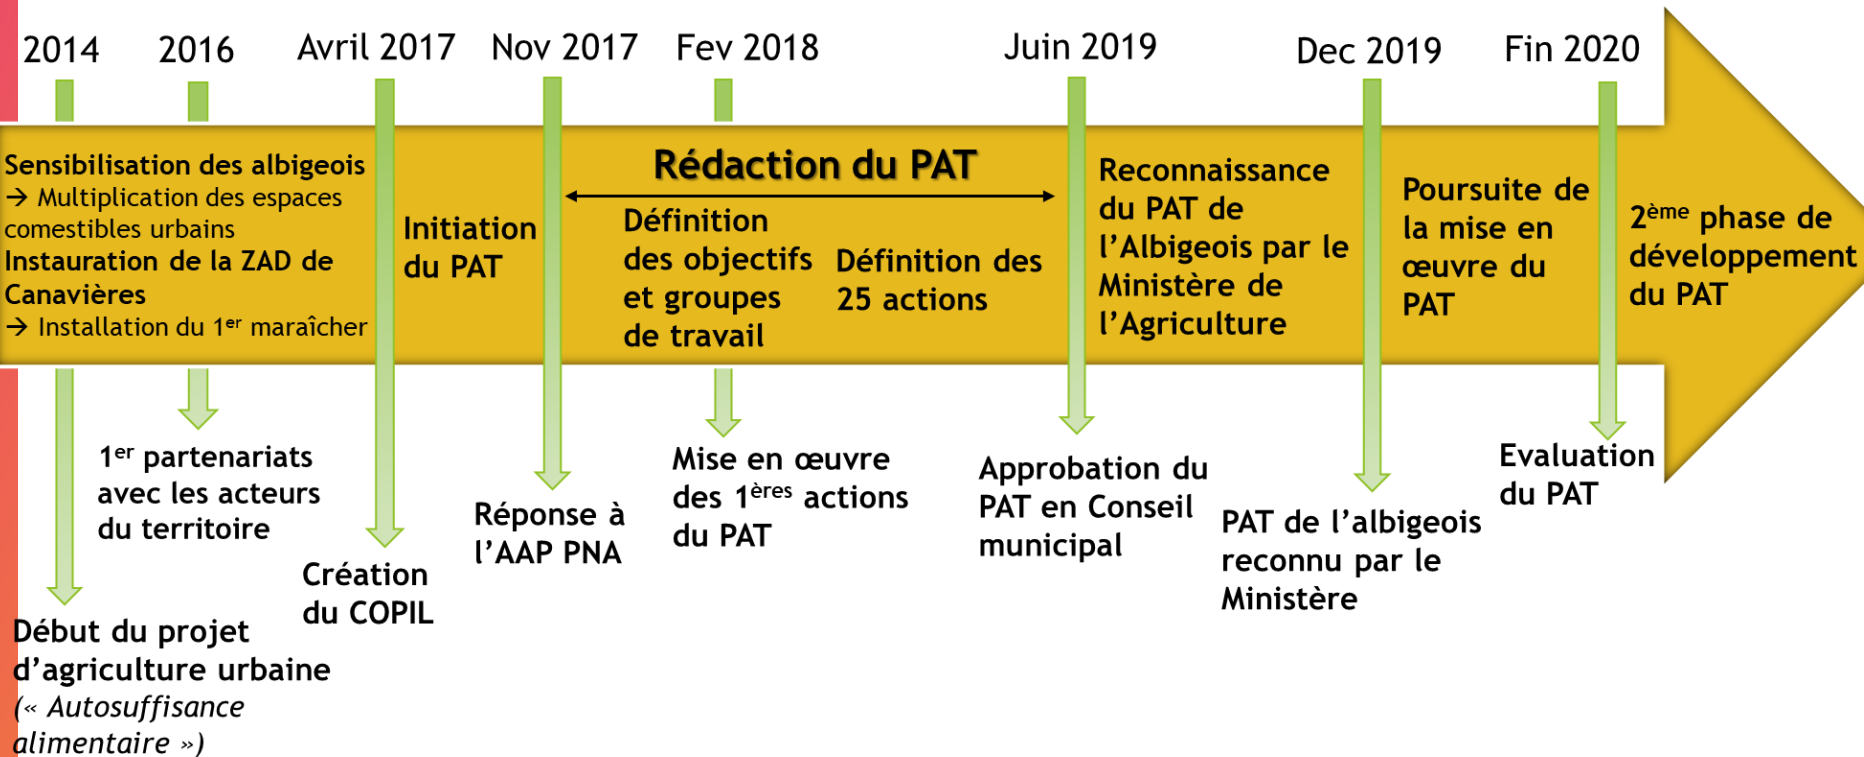 2014
2016
Avril 2017
Nov 2017
Fev 2018
Juin 2019
Dec 2019
Fin 2020
Sensibilisation des albigeois
→ Multiplication des espaces
comestibles urbains
Instauration de la ZAD de
Canavières
→ Installation du 1er maraîcher
Initiation
du PAT
Rédaction du PAT
Définition
des objectifs
et groupes
de travail
Définition des
25 actions
Reconnaissance
du PAT de
l’Albigeois par le
Ministère de
l’Agriculture
Poursuite de
la mise en
œuvre du
PAT
2ème phase de
développement
du PAT
Début du projet
d’agriculture urbaine
(« Autosuffisance
alimentaire »)
1er partenariats
avec les acteurs
du territoire
Création
du COPIL
Réponse à
l’AAP PNA
Mise en œuvre
des 1ères actions
du PAT
Approbation du
PAT en Conseil
municipal
PAT de l’albigeois
reconnu par le
Ministère
Evaluation
du PAT